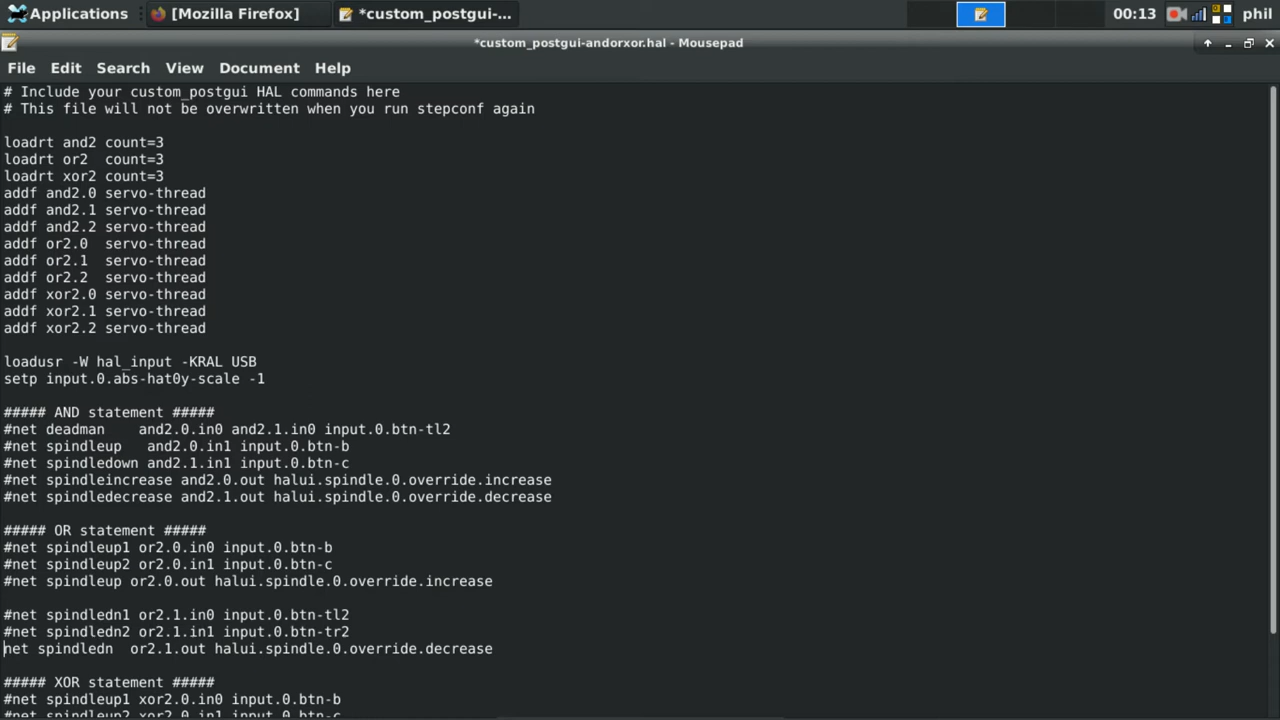 Applications
[Mozilla Firefox]
*custom_postgui-...
00:13
phil
*custom_postgui-andorxor.hal - Mousepad
File Edit Search View Document Help
# Include your custom_postgui HAL commands here
# This file will not be overwritten when you run stepconf again
loadrt and2 count=3
loadrt or2  count=3
loadrt xor2 count=3
addf and2.0 servo-thread
addf and2.1 servo-thread
addf and2.2 servo-thread
addf or2.0  servo-thread
addf or2.1  servo-thread
addf or2.2  servo-thread
addf xor2.0 servo-thread
addf xor2.1 servo-thread
addf xor2.2 servo-thread
loadusr -W hal_input -KRAL USB
setp input.0.abs-hat0y-scale -1
##### AND statement #####
#net deadman    and2.0.in0 and2.1.in0 input.0.btn-tl2
#net spindleup   and2.0.in1 input.0.btn-b
#net spindledown and2.1.in1 input.0.btn-c
#net spindleincrease and2.0.out halui.spindle.0.override.increase
#net spindledecrease and2.1.out halui.spindle.0.override.decrease
##### OR statement #####
#net spindleup1 or2.0.in0 input.0.btn-b
#net spindleup2 or2.0.in1 input.0.btn-c
#net spindleup or2.0.out halui.spindle.0.override.increase
#net spindledn1 or2.1.in0 input.0.btn-tl2
#net spindledn2 or2.1.in1 input.0.btn-tr2
net spindledn  or2.1.out halui.spindle.0.override.decrease
##### XOR statement #####
#net spindleup1 xor2.0.in0 input.0.btn-b
#net spindleup2 xor2.0.in1 input.0.btn-c